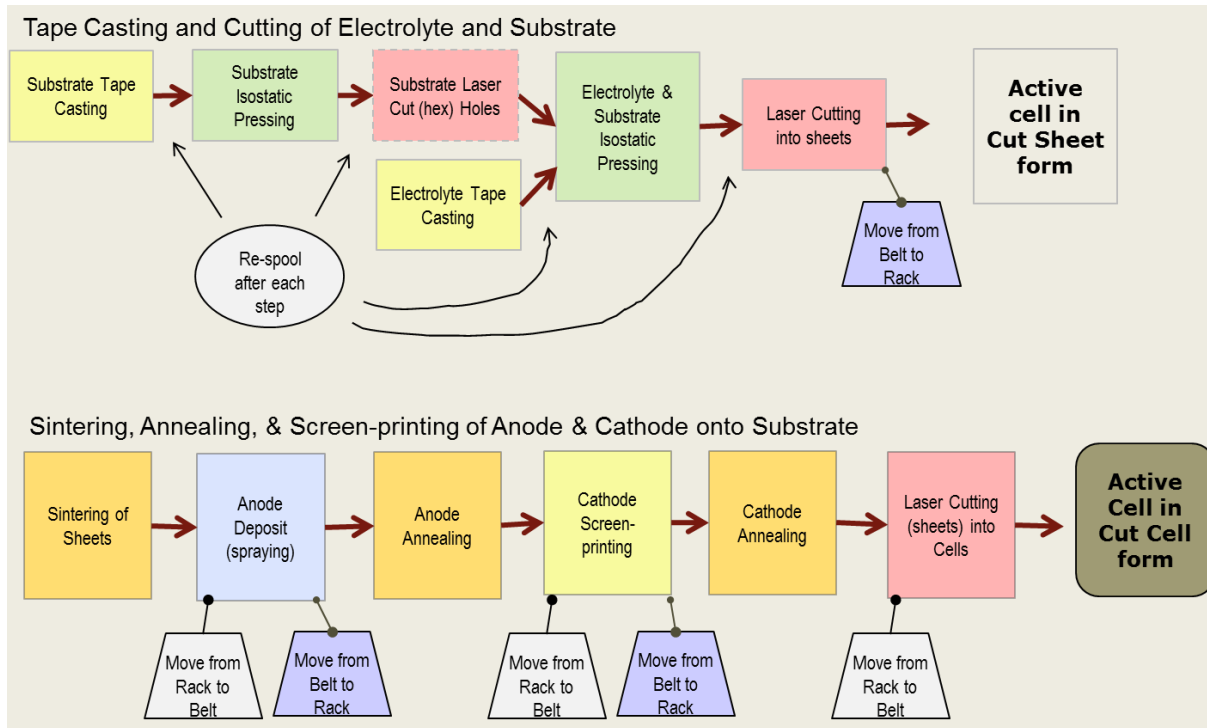 Tape Casting and Cutting of Electrolyte and Substrate
Substrate Tape
Casting
Substrate
Isostatic
Pressing
Substrate Laser
Cut (hex) Holes
Electrolyte Tape
Casting
Electrolyte &
Substrate
Isostatic
Pressing
Laser Cutting
into sheets
Active
cell in
Cut Sheet
form
Re-spool
after each
step
Move from
Belt to
Rack
Sintering, Annealing, & Screen-printing of Anode & Cathode onto Substrate
Sintering of
Sheets
Anode
Deposit
(spraying)
Anode
Annealing
Cathode
Screen-
printing
Cathode
Annealing
Laser Cutting
(sheets) into
Cells
Active
Cell in
Cut Cell
form
Move from
Rack to
Belt
Move from
Belt to
Rack
Move from
Rack to
Belt
Move from
Belt to
Rack
Move from
Rack to
Belt